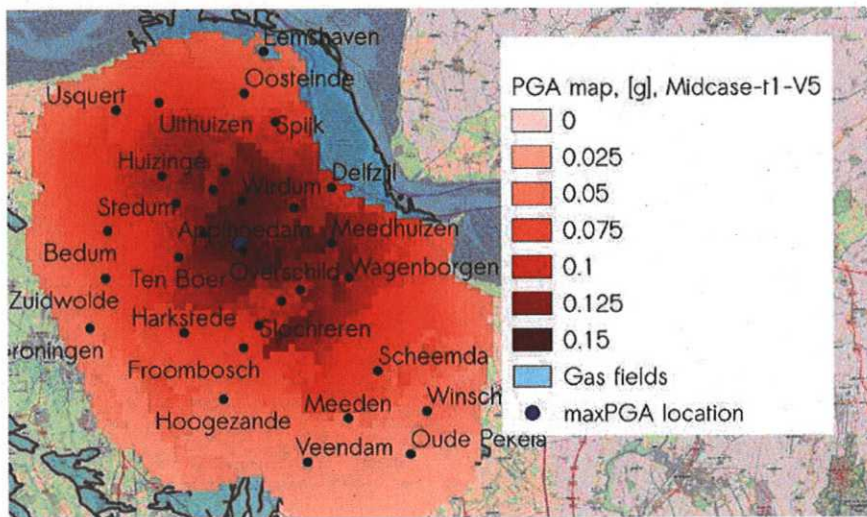 Eemshaven
Oosteinde
Usquert
Uithuizen
Spijk
Huizinge
Wirdum
Delfzijl
Stedum
Appingedam
Meedhuizen
Bedum
Ten Boer
Overschild
Wagenborgen
Zuidwolde
Harkstede
Slochteren
roningen
Froombosch
Scheemda
Hoogezande
Meeden
Winsch
Veendam
Oude Pekela
PGA map, [g], Midcase-t1-V5
0
0.025
0.05
0.075
0.1
0.125
0.15
Gas fields
maxPGA location